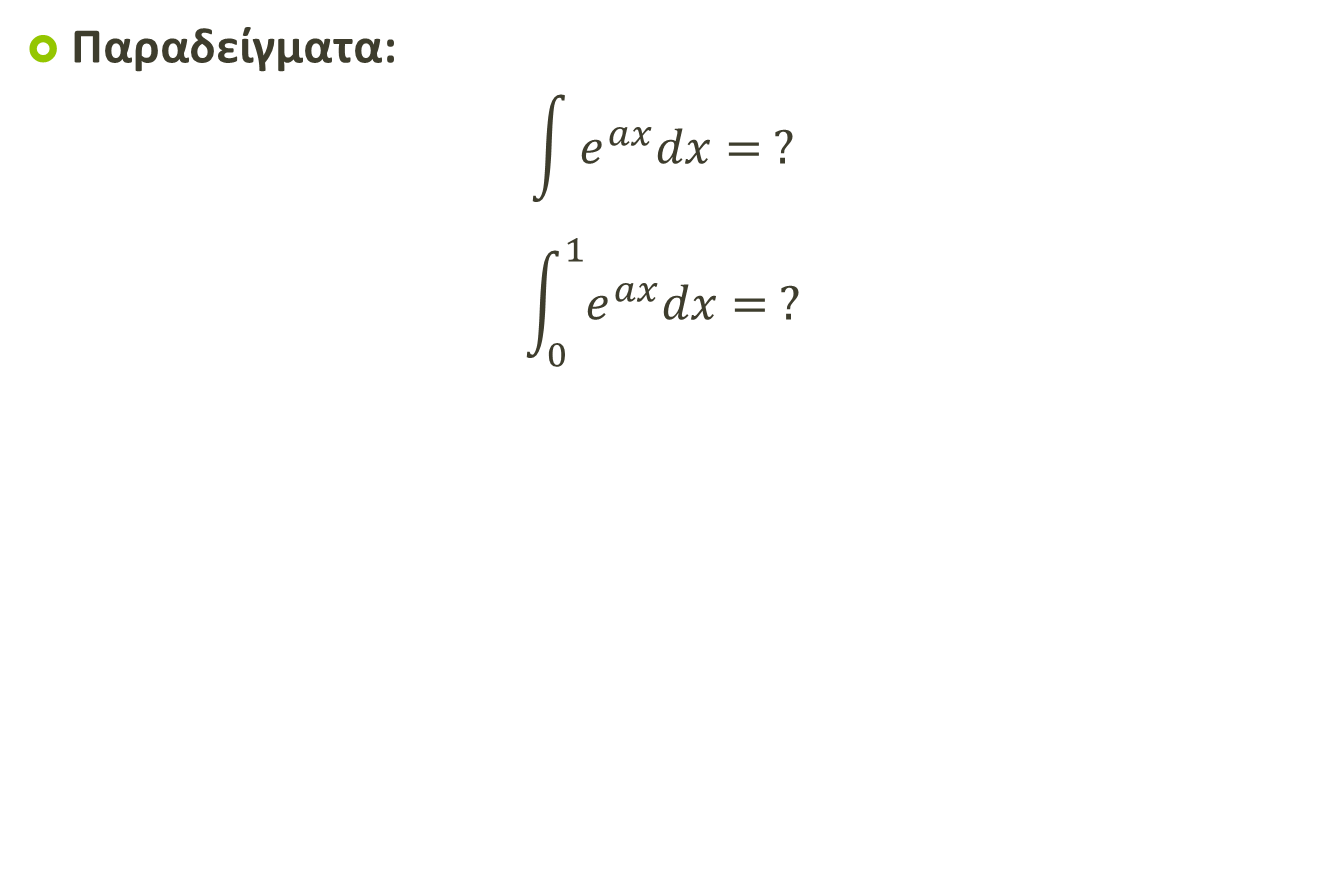 Παραδείγματα:
∫ e^{ax} dx = ?
∫_0^1 e^{ax} dx = ?